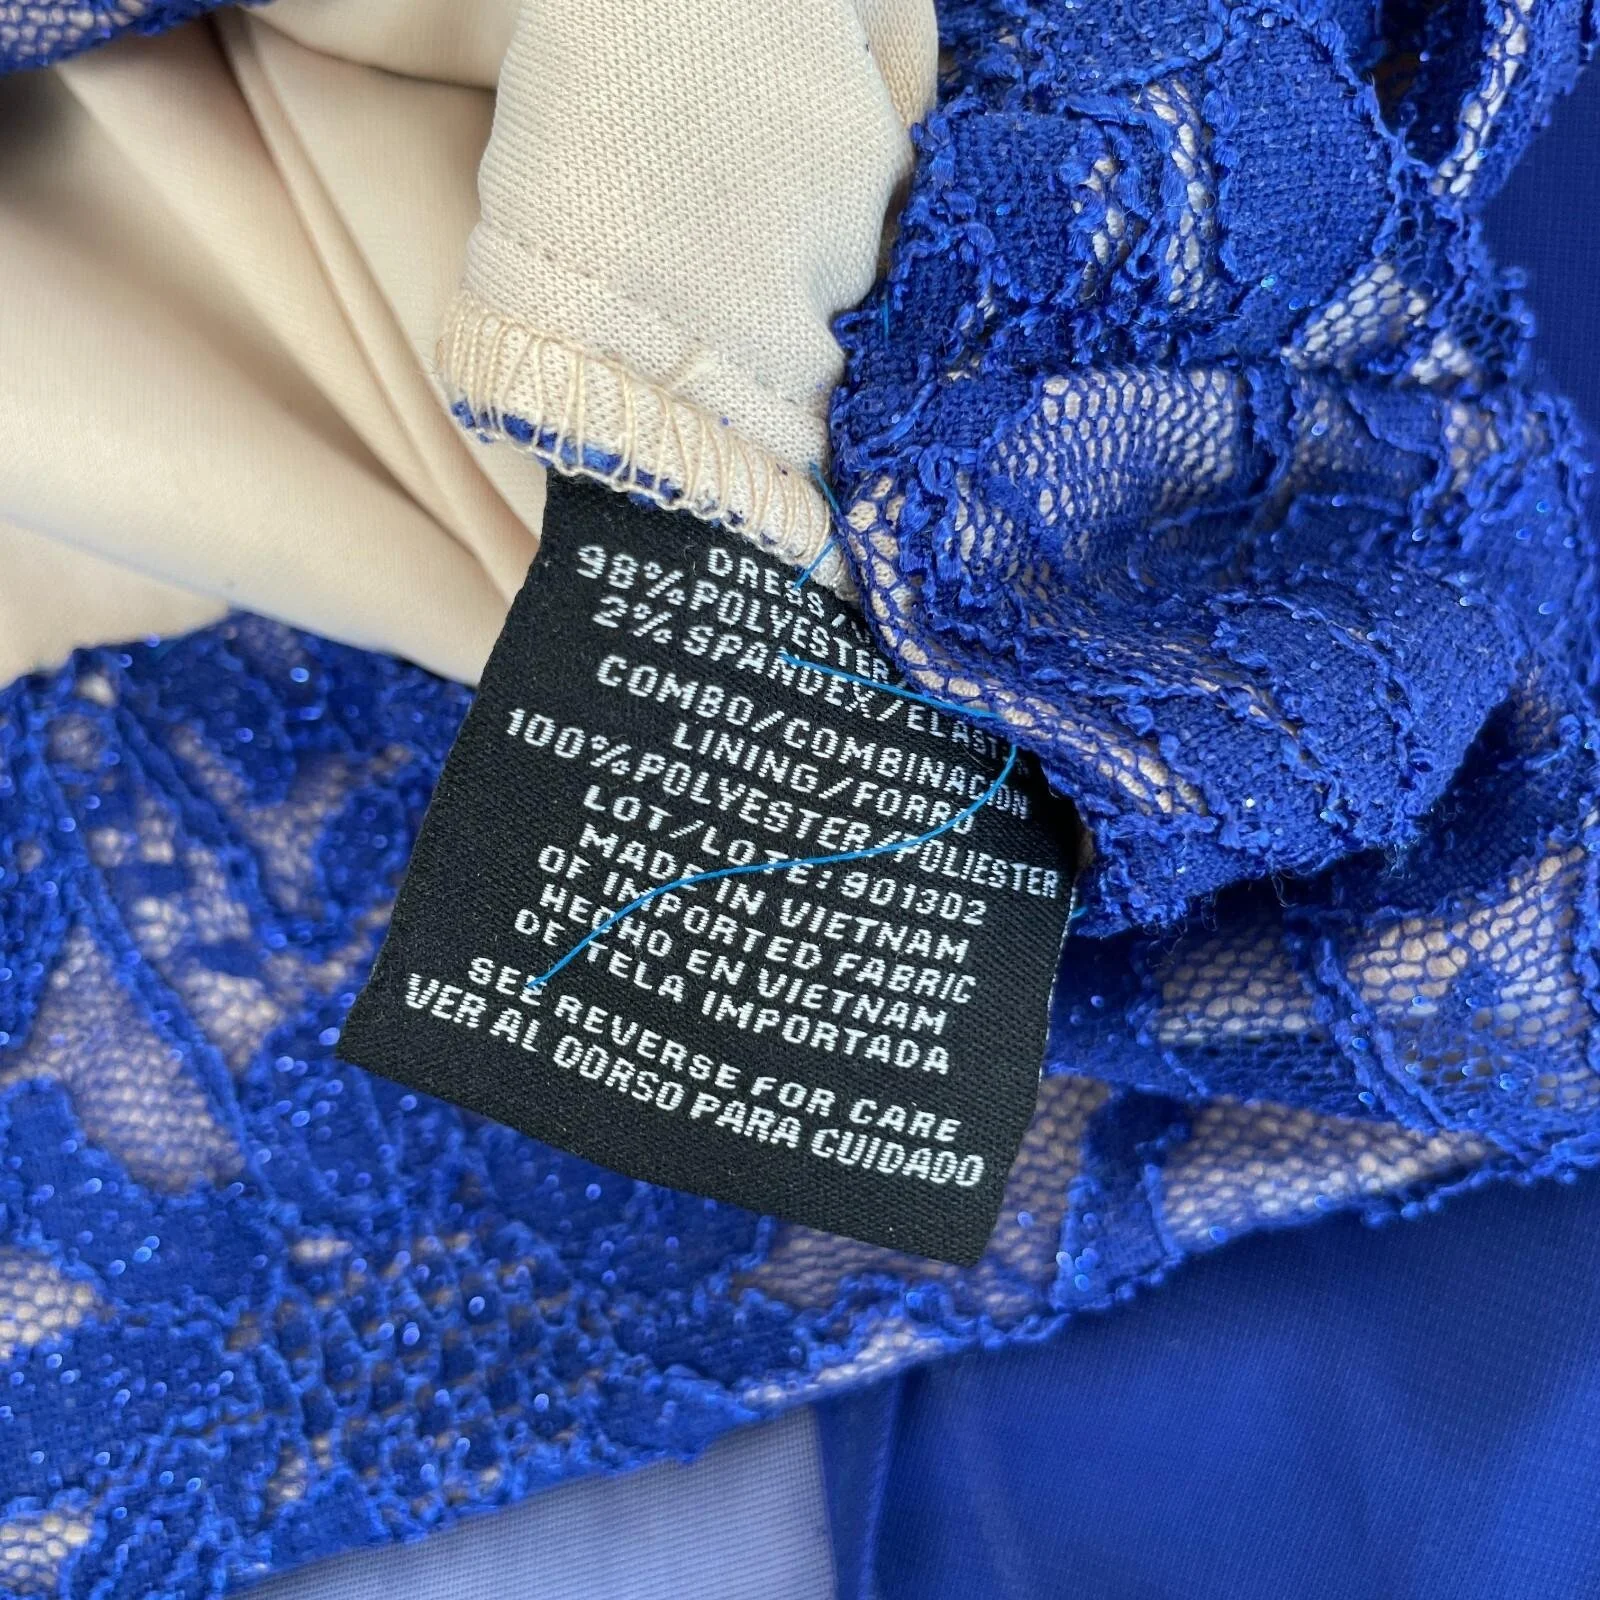 DRESS/
98%POLYESTER
2% SPANDEX/ELAST
COMBO/COMBINACION
LINING/FORRO
100%POLYESTER/POLIESTER
LOT/LOTE: 901302
MADE IN VIETNAM
OF IMPORTED FABRIC
HECHO EN VIETNAM
DE TELA IMPORTADA
SEE REVERSE FOR CARE
VER AL DORSO PARA CUIDADO